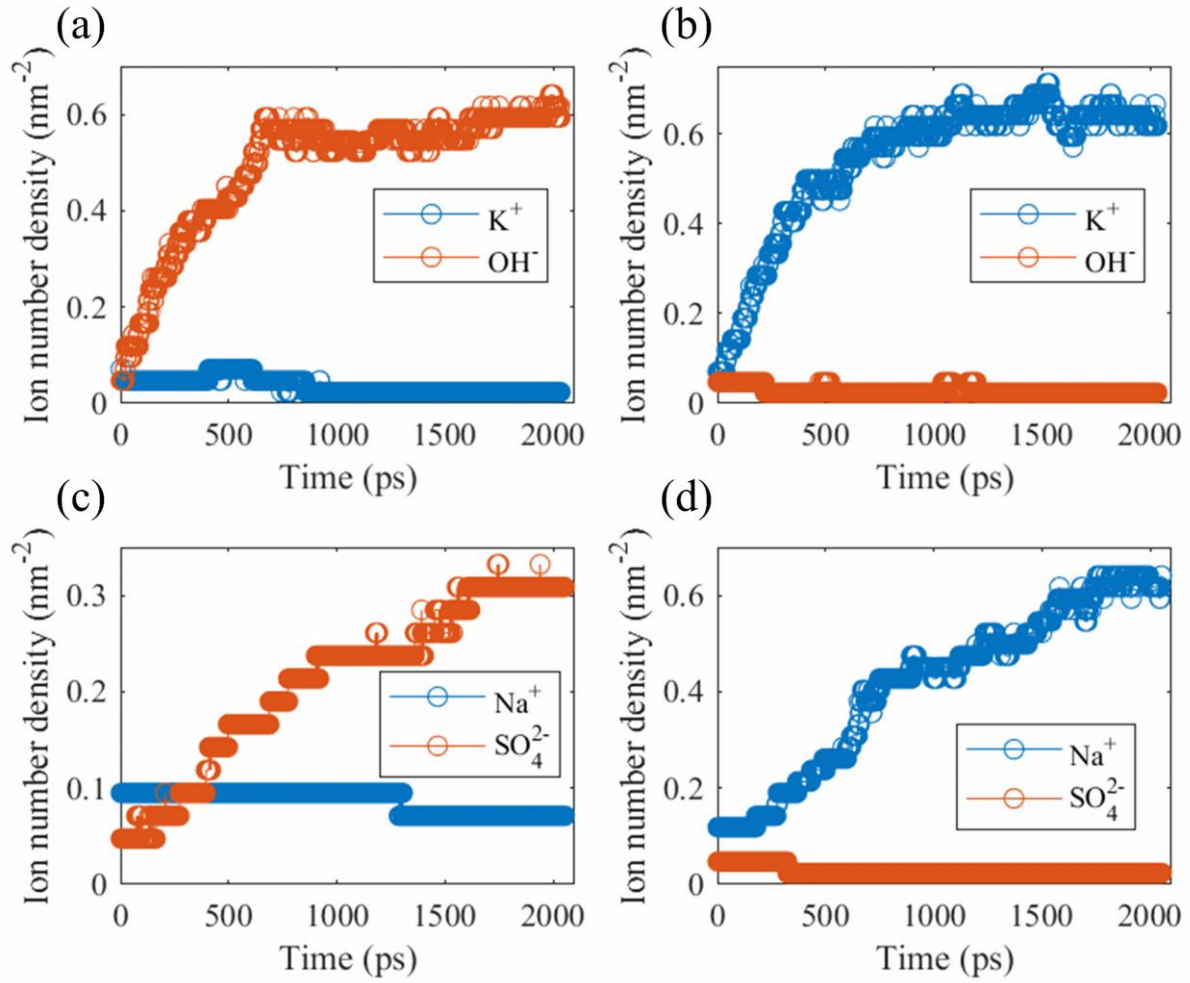 (a)
Ion number density (nm⁻²)
0.6
0.4
0.2
0
K⁺
OH⁻
0 500 1000 1500 2000
Time (ps)
(b)
Ion number density (nm⁻²)
0.6
0.4
0.2
0
K⁺
OH⁻
0 500 1000 1500 2000
Time (ps)
(c)
Ion number density (nm⁻²)
0.3
0.2
0.1
0
Na⁺
SO₄²⁻
0 500 1000 1500 2000
Time (ps)
(d)
Ion number density (nm⁻²)
0.6
0.4
0.2
0
Na⁺
SO₄²⁻
0 500 1000 1500 2000
Time (ps)